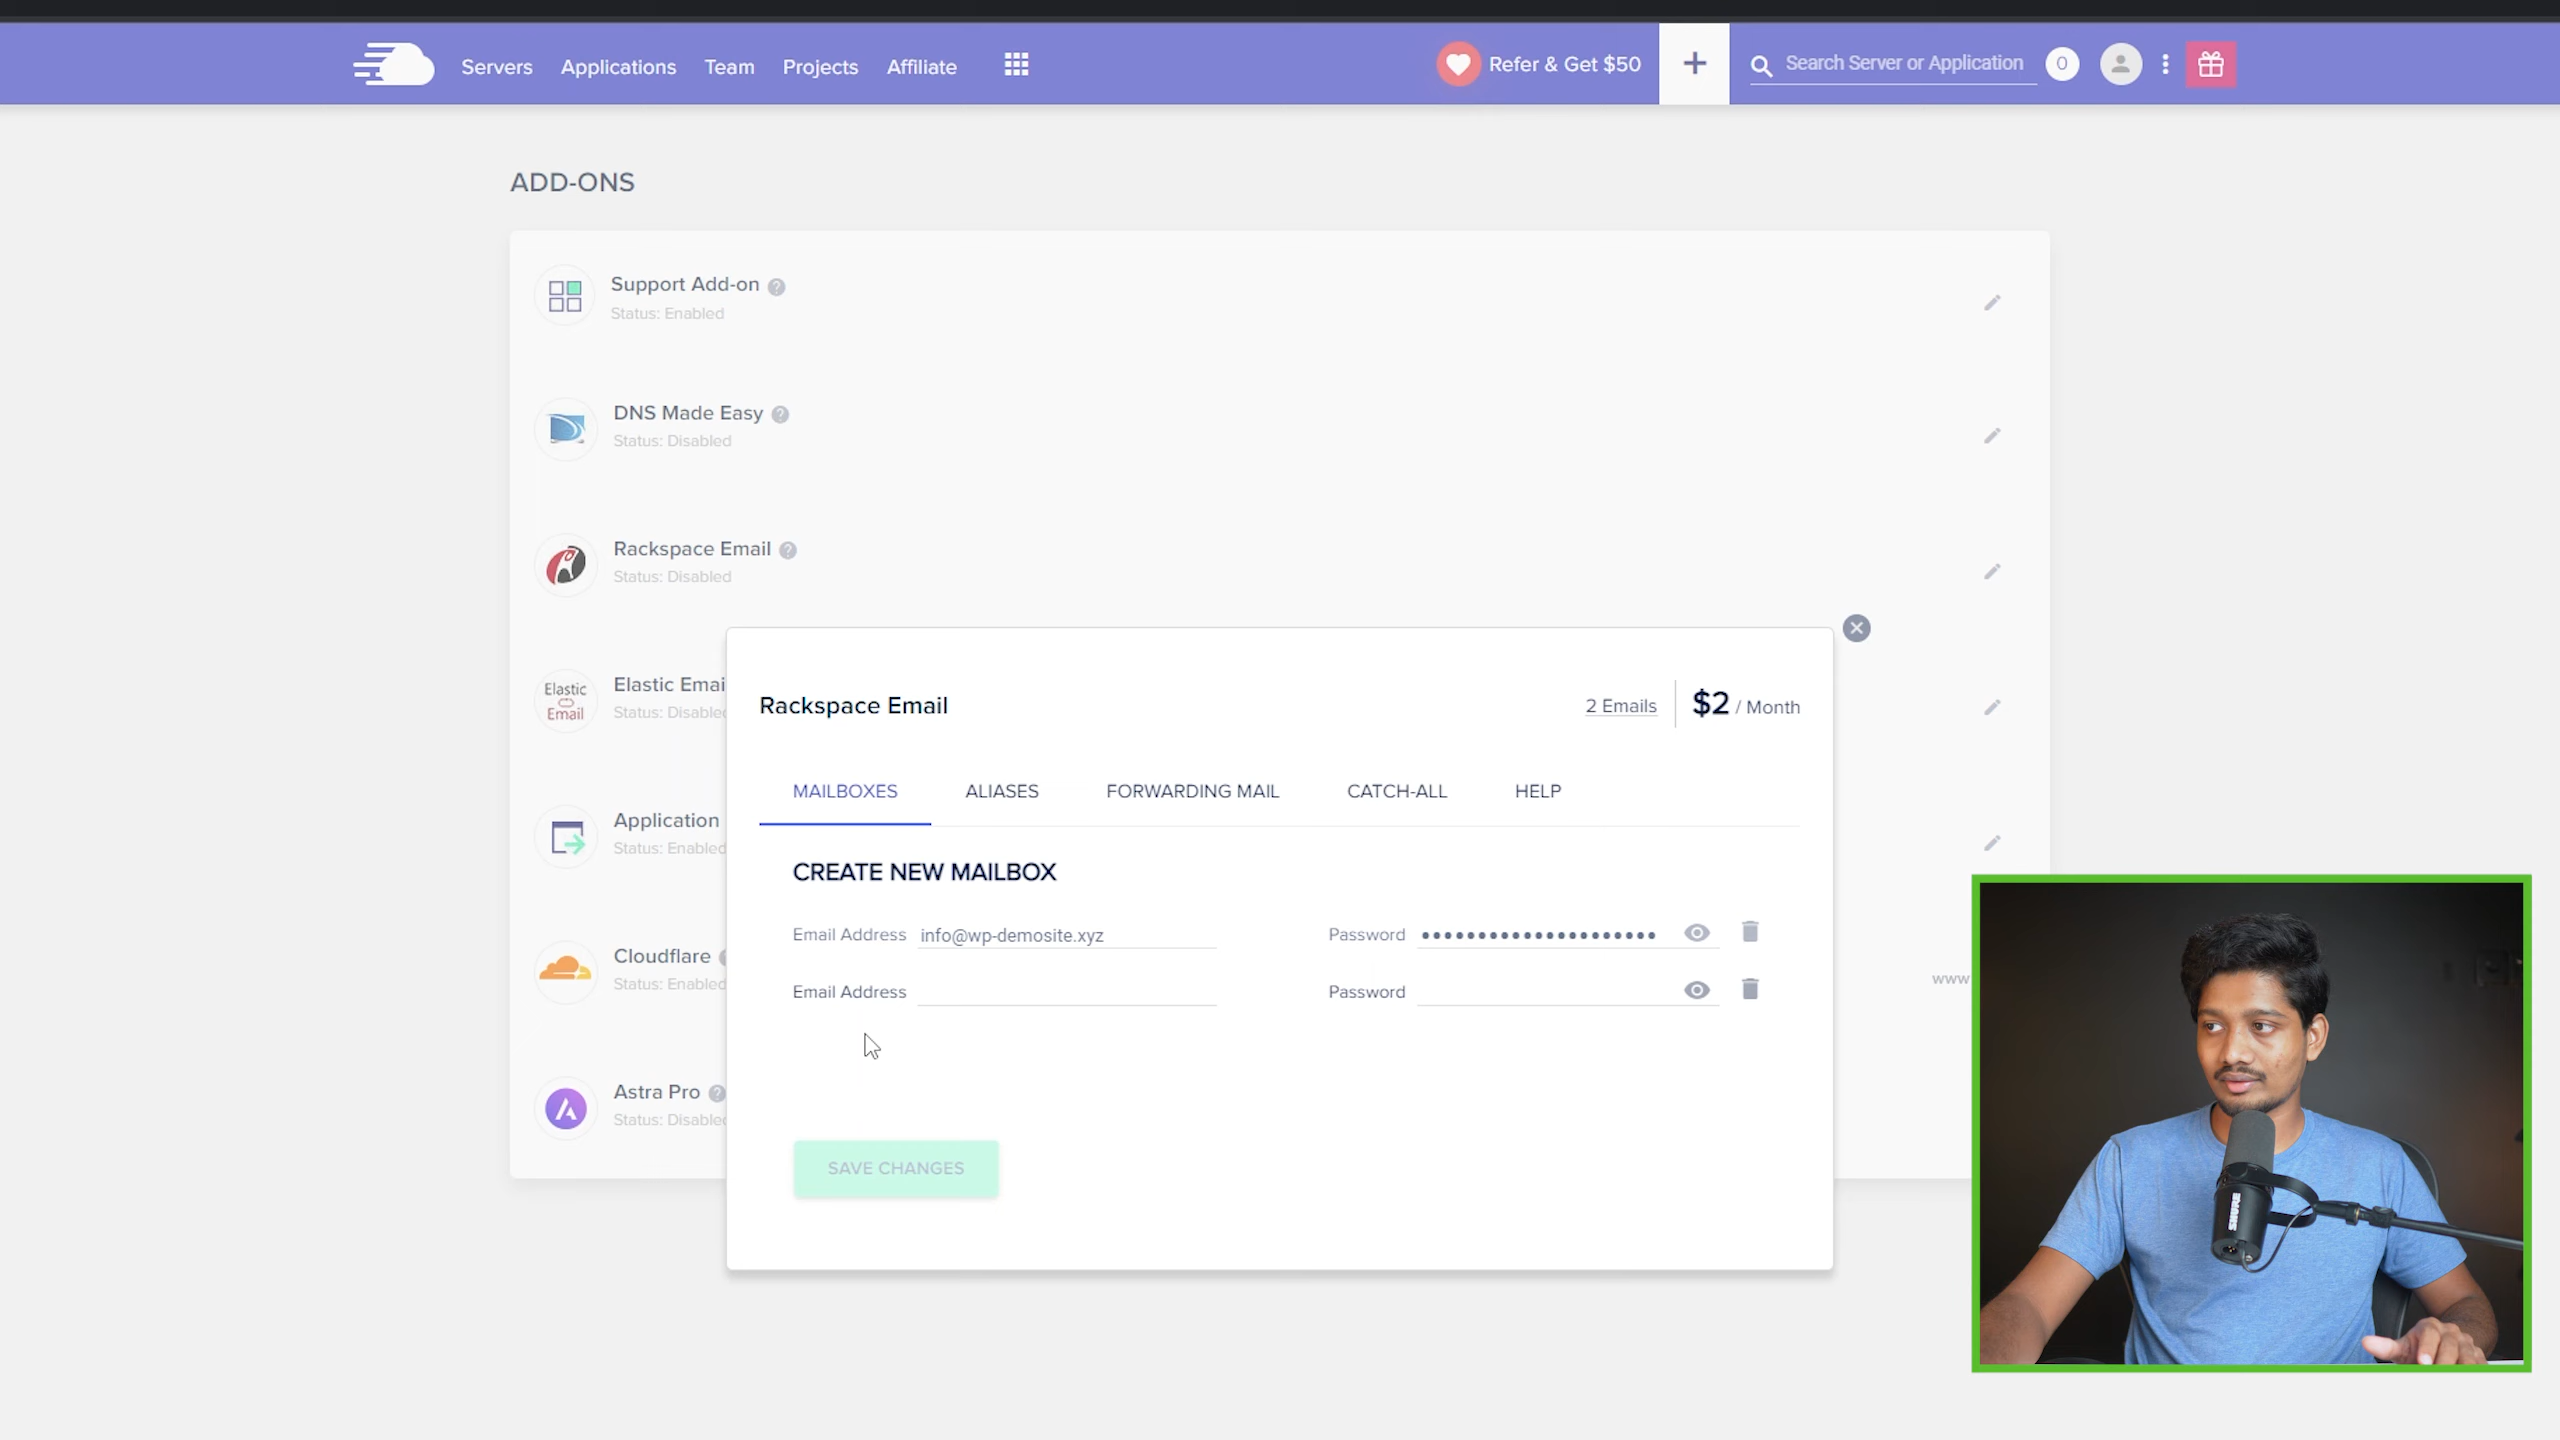 Servers Applications Team Projects Affiliate Refer & Get $50 + Search Server or Application 0
ADD-ONS
Support Add-on ?
Status: Enabled
DNS Made Easy ?
Status: Disabled
Rackspace Email ?
Status: Disabled
Elastic Email
Elastic Emai
Status: Disable
Application
Status: Enabled
Cloudflare
Status: Enabled
www
Astra Pro ?
Status: Disable
Rackspace Email 2 Emails $2 / Month
MAILBOXES ALIASES FORWARDING MAIL CATCH-ALL HELP
CREATE NEW MAILBOX
Email Address info@wp-demosite.xyz Password ••••••••••••••••••••
Email Address Password
SAVE CHANGES
SHURE